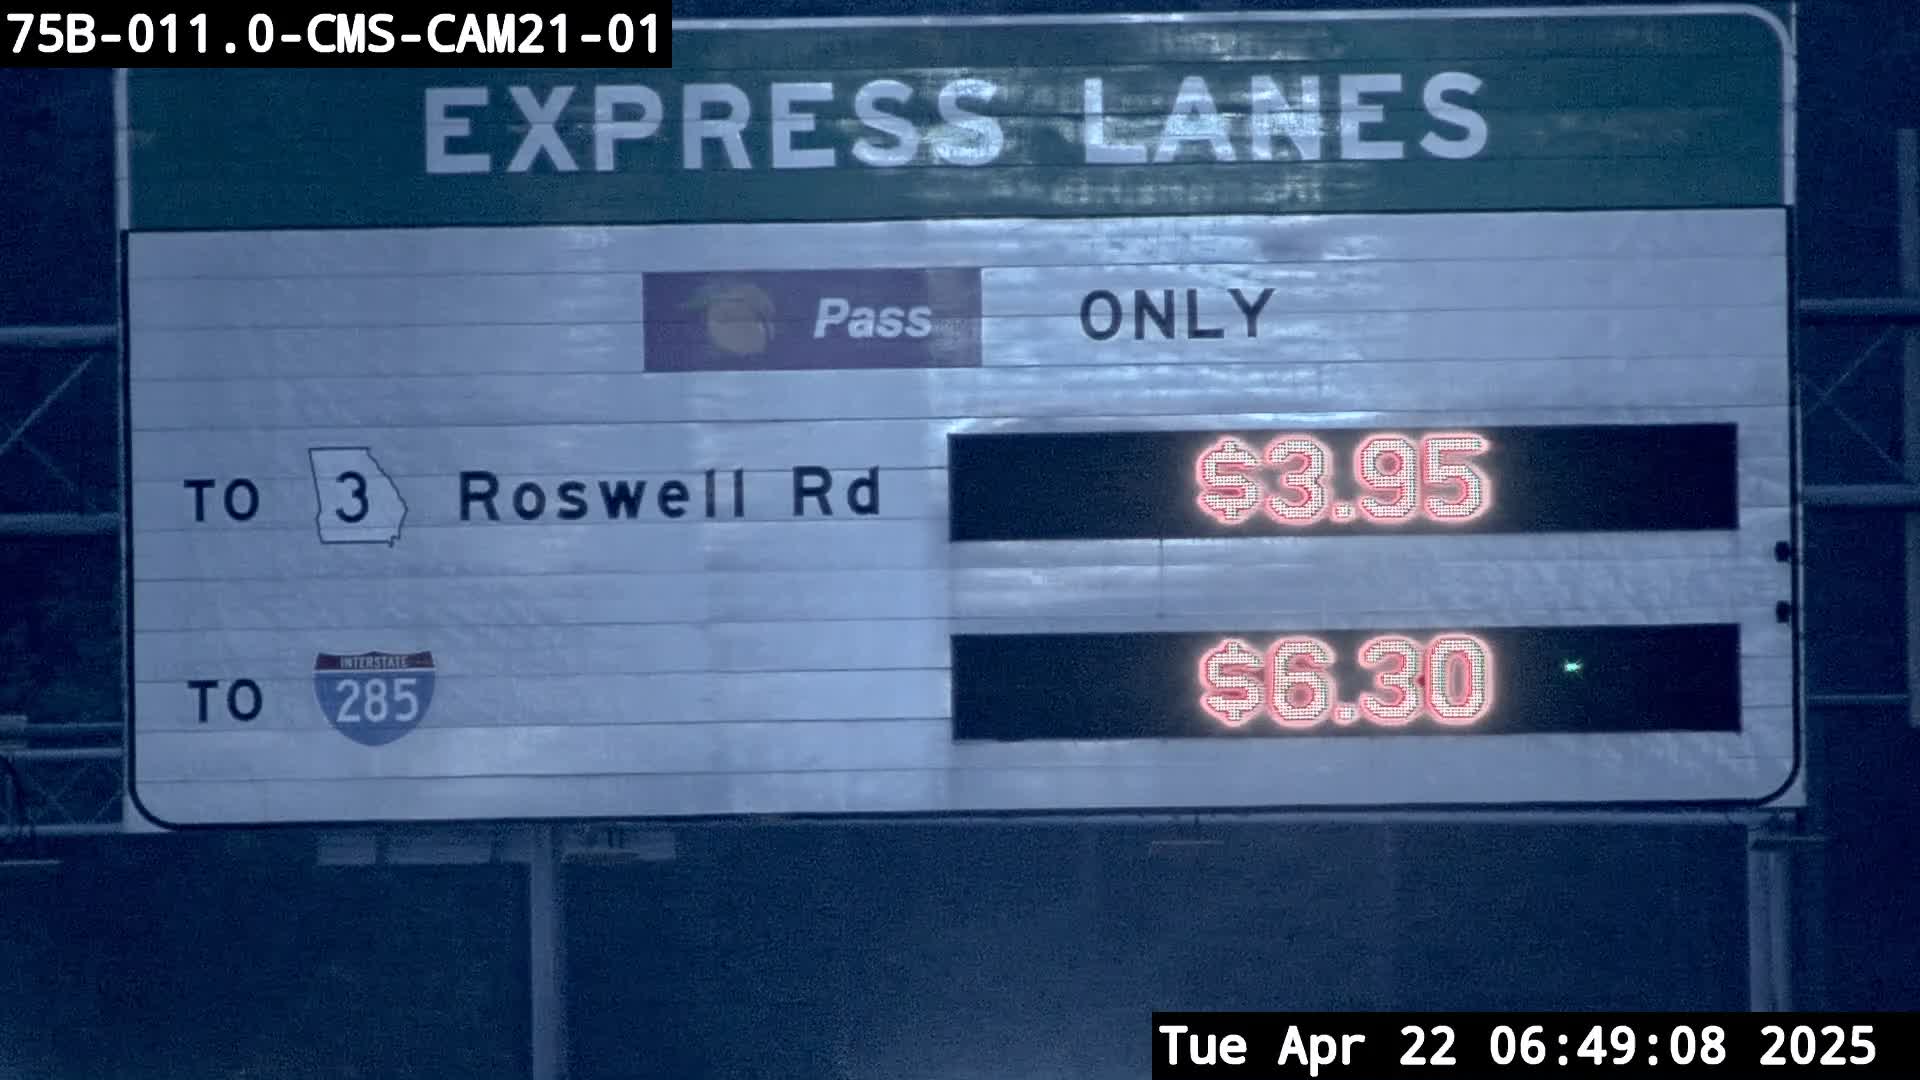 75B-011.0-CMS-CAM21-01
EXPRESS LANES
Pass ONLY
TO 3 Roswell Rd $3.95
INTERSTATE
TO 285 $6.30
Tue Apr 22 06:49:08 2025